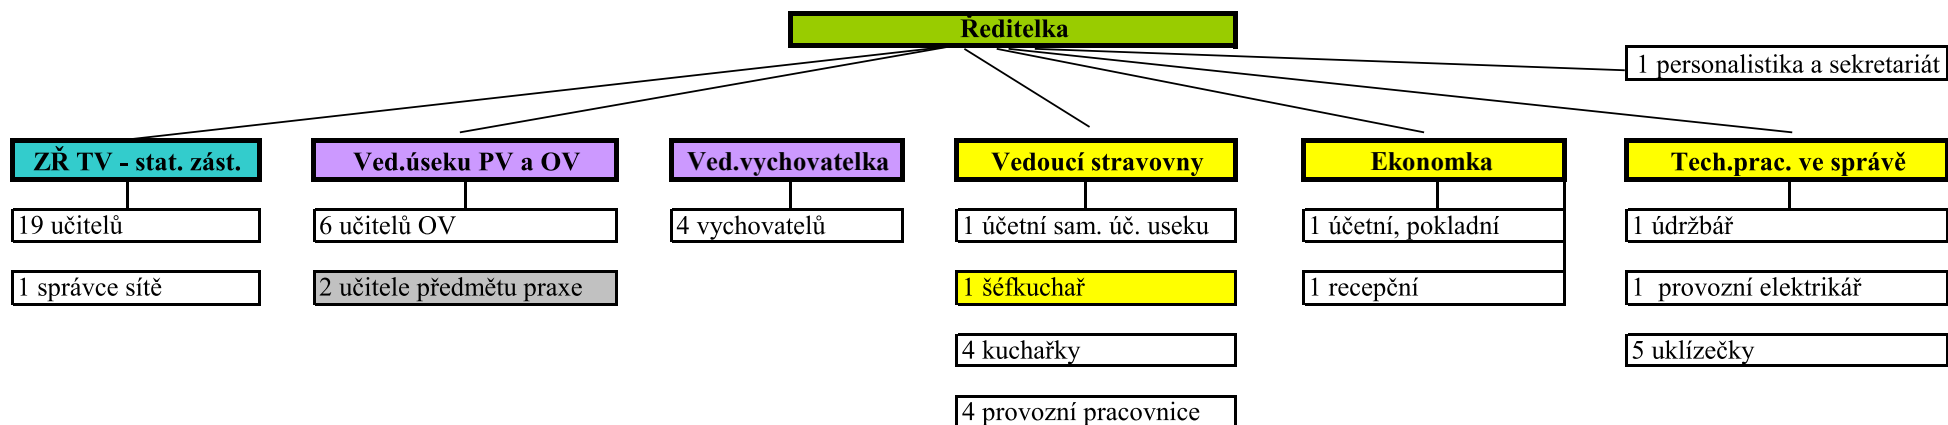 Ředitelka
1 personalistika a sekretariát
ZŘ TV - stat. zást.
Ved.úseku PV a OV
Ved.vychovatelka
Vedoucí stravovny
Ekonomka
Tech.prac. ve správě
19 učitelů
6 učitelů OV
4 vychovatelů
1 účetní sam. úč. useku
1 účetní, pokladní
1 údržbář
1 správce sítě
2 učitele předmětu praxe
1 šéfkuchař
1 recepční
1 provozní elektrikář
4 kuchařky
5 uklízečky
4 provozní pracovnice